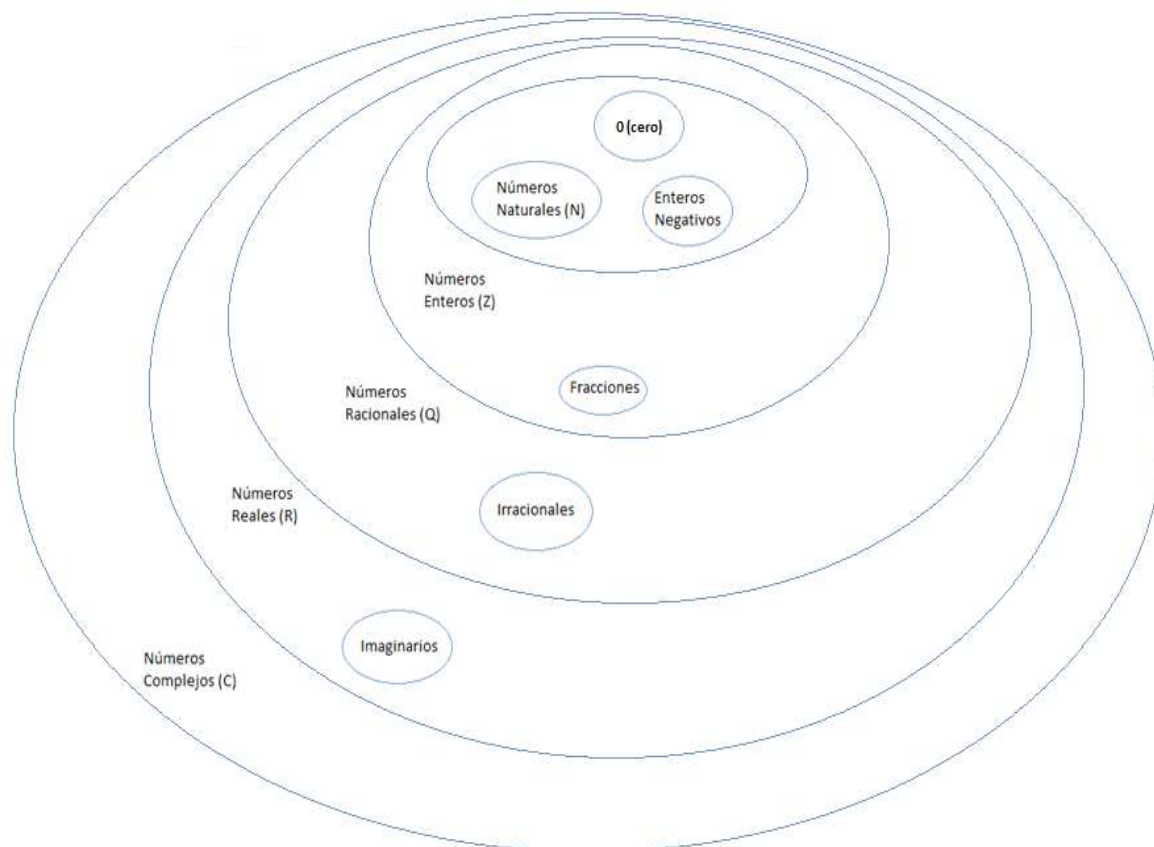 0 (cero)
Números
Naturales (N)
Enteros
Negativos
Números
Enteros (Z)
Fracciones
Números
Racionales (Q)
Números
Reales (R)
Irracionales
Imaginarios
Números
Complejos (C)